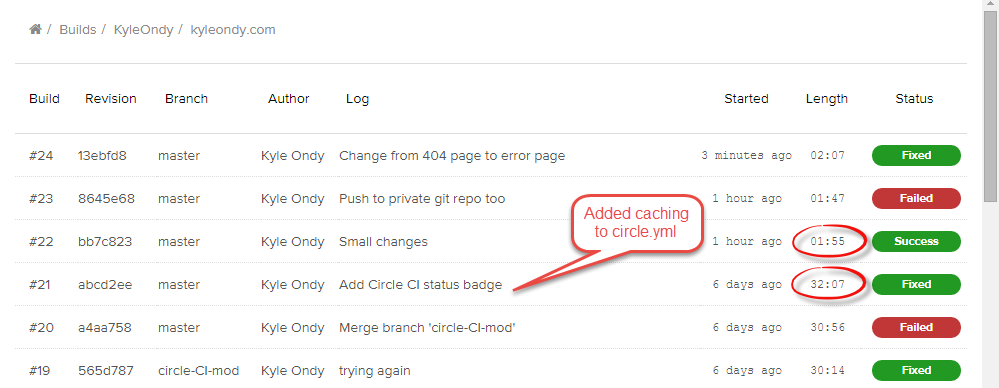 / Builds / KyleOndy / kyleondy.com
Build Revision Branch Author Log Started Length Status
#24 13ebfd8 master Kyle Ondy Change from 404 page to error page 3 minutes ago 02:07 Fixed
#23 8645e68 master Kyle Ondy Push to private git repo too 1 hour ago 01:47 Failed
Added caching
to circle.yml
#22 bb7c823 master Kyle Ondy Small changes 1 hour ago 01:55 Success
#21 abcd2ee master Kyle Ondy Add Circle CI status badge 6 days ago 32:07 Fixed
#20 a4aa758 master Kyle Ondy Merge branch 'circle-CI-mod' 6 days ago 30:56 Failed
#19 565d787 circle-CI-mod Kyle Ondy trying again 6 days ago 30:14 Fixed